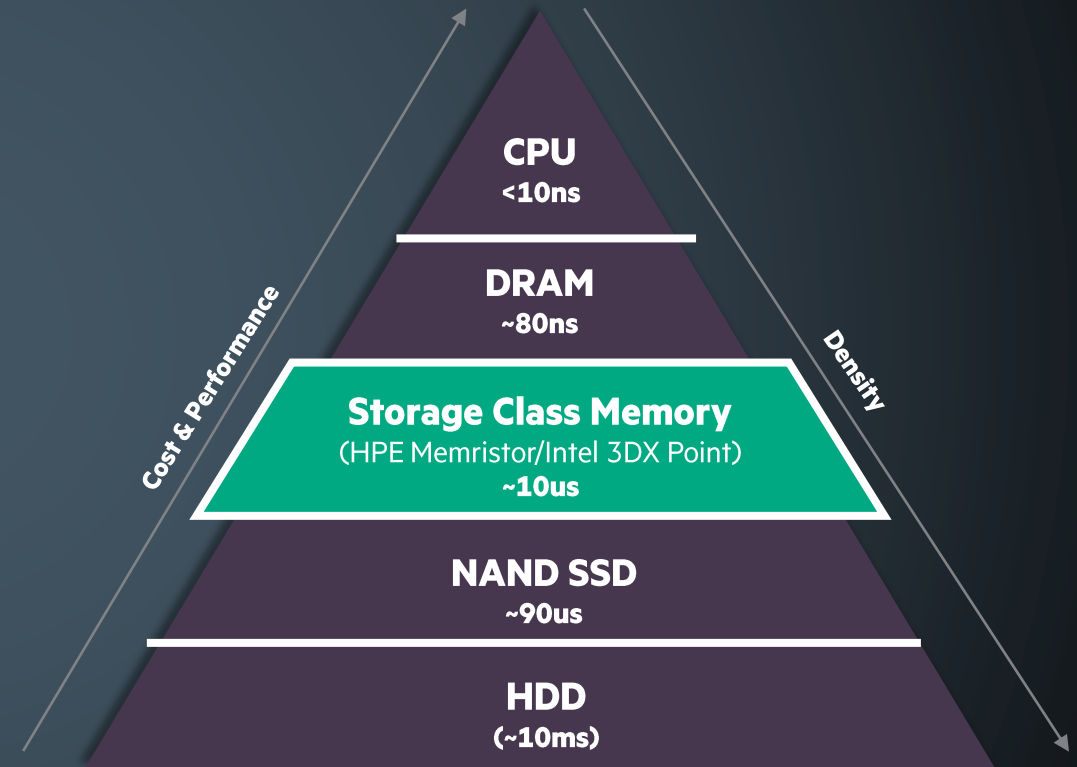 CPU
<10ns
DRAM
~80ns
Cost & Performance
Density
Storage Class Memory
(HPE Memristor/Intel 3DX Point)
~10us
NAND SSD
~90us
HDD
(~10ms)